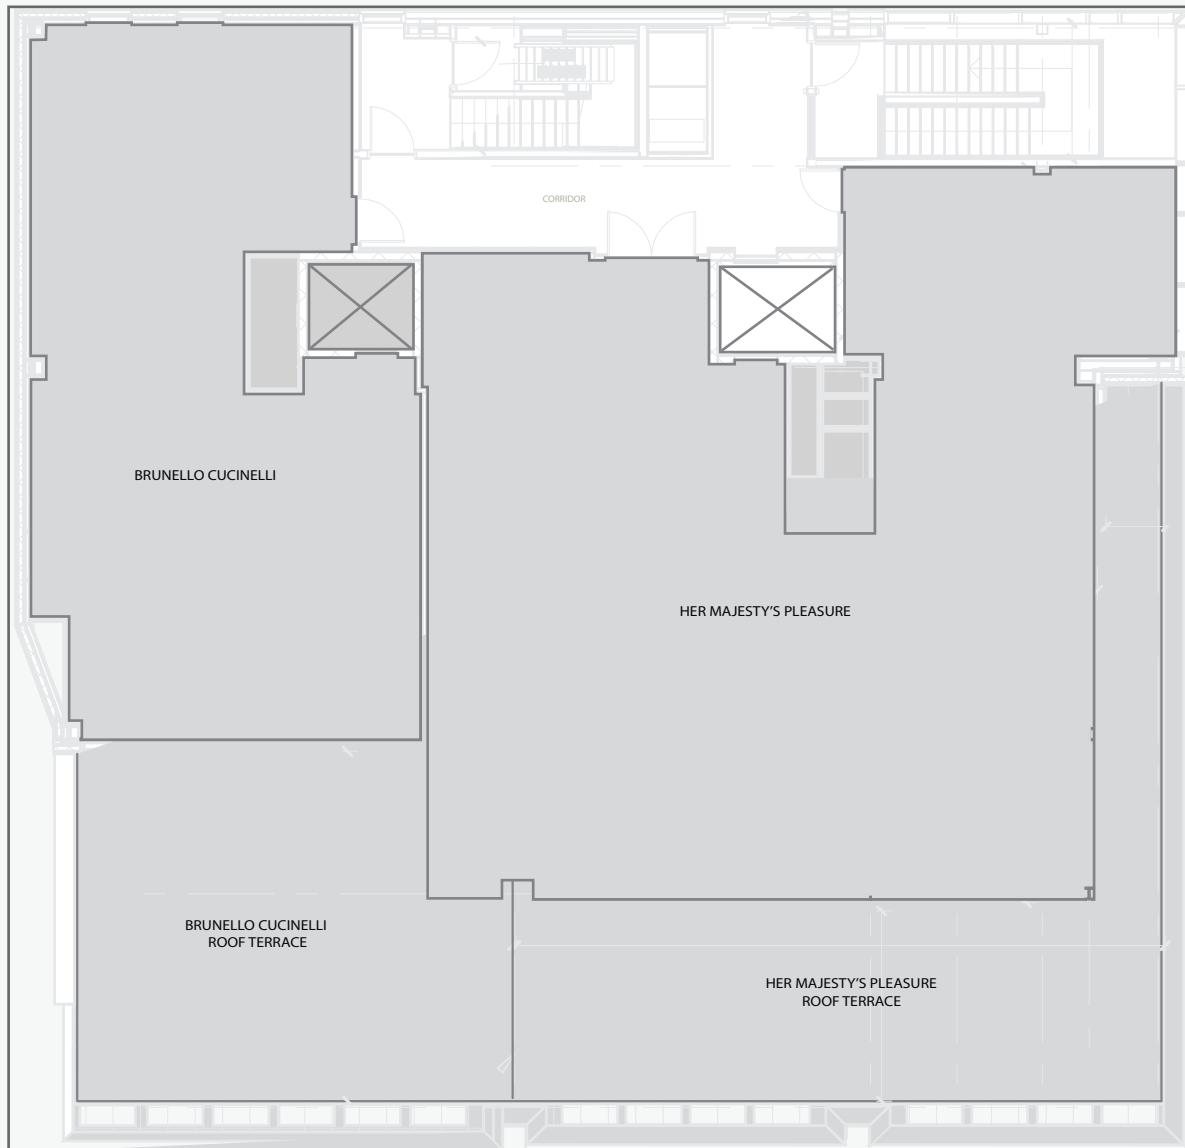 CORRIDOR
BRUNELLO CUCINELLI
HER MAJESTY'S PLEASURE
BRUNELLO CUCINELLI
ROOF TERRACE
HER MAJESTY'S PLEASURE
ROOF TERRACE